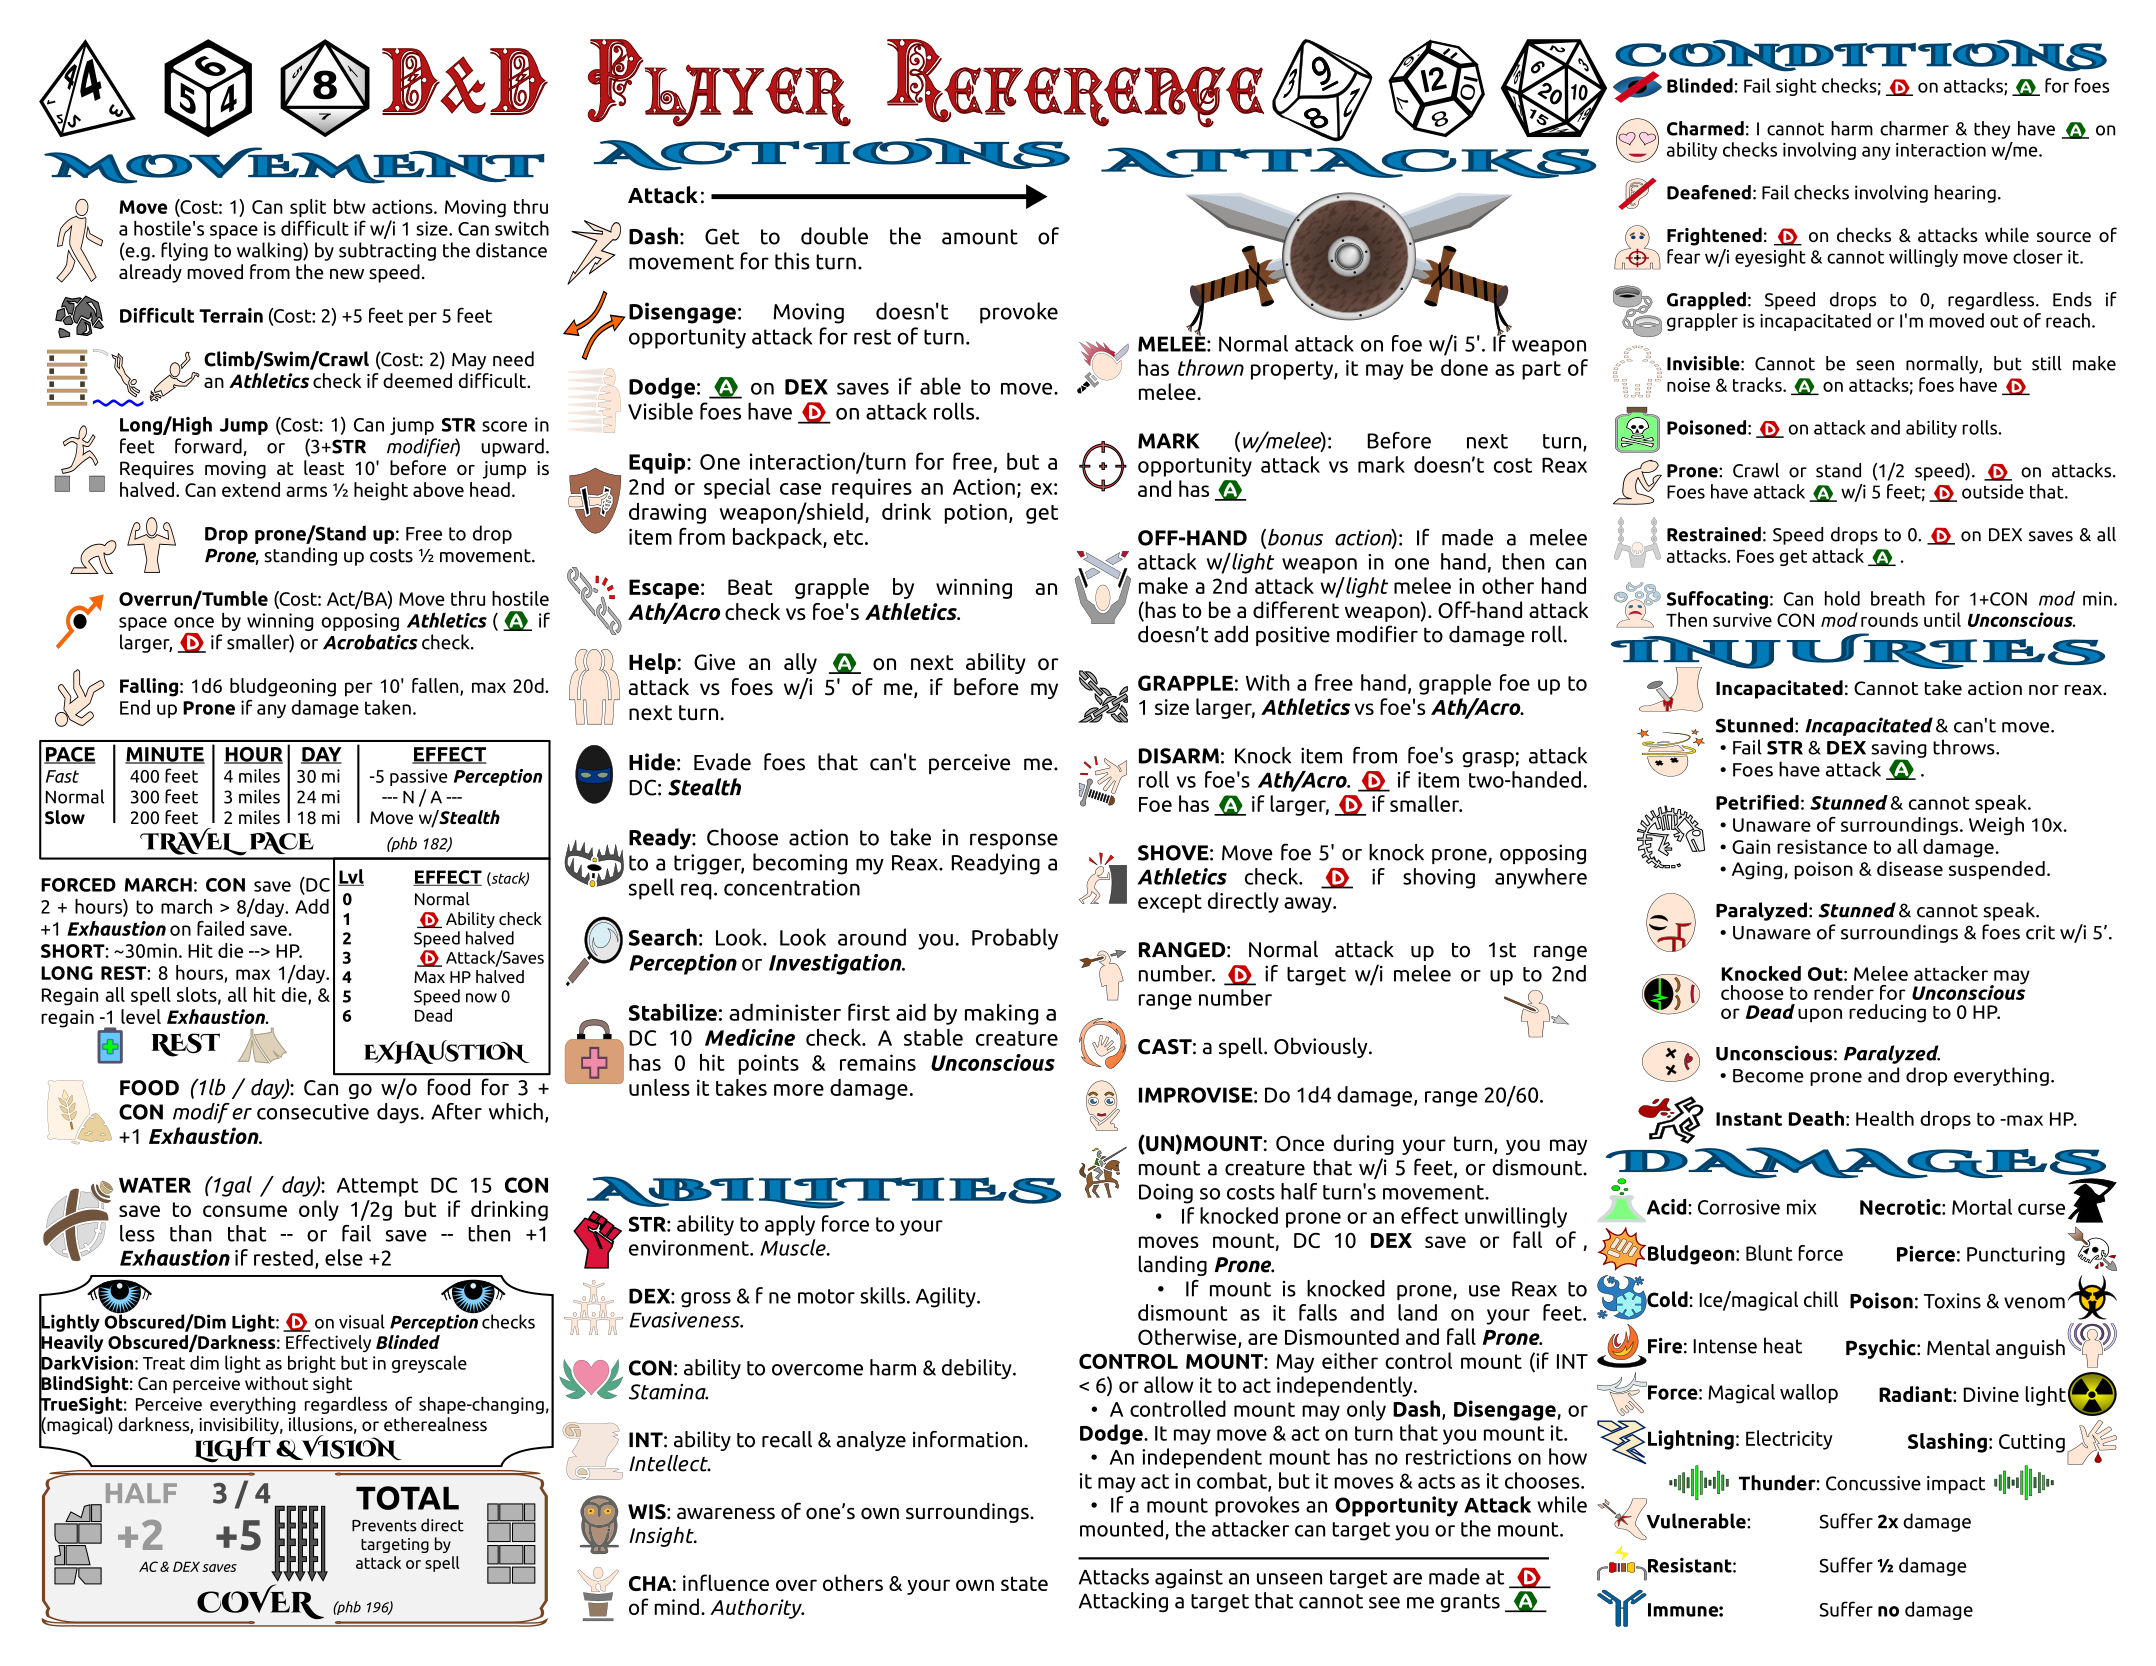 D&D Player Reference
MOVEMENT
Move (Cost: 1) Can split btw actions. Moving thru
a hostile's space is difficult if w/i 1 size. Can switch
(e.g. flying to walking) by subtracting the distance
already moved from the new speed.
Difficult Terrain (Cost: 2) +5 feet per 5 feet
Climb/Swim/Crawl (Cost: 2) May need
an Athletics check if deemed difficult.
Long/High Jump (Cost: 1) Can jump STR score in
feet forward, or (3+STR modifier) upward.
Requires moving at least 10' before or jump is
halved. Can extend arms ½ height above head.
Drop prone/Stand up: Free to drop
Prone, standing up costs ½ movement.
Overrun/Tumble (Cost: Act/BA) Move thru hostile
space once by winning opposing Athletics ( A if
larger, D if smaller) or Acrobatics check.
Falling: 1d6 bludgeoning per 10' fallen, max 20d.
End up Prone if any damage taken.
PACE MINUTE HOUR DAY EFFECT
Fast 400 feet 4 miles 30 mi -5 passive Perception
Normal 300 feet 3 miles 24 mi --- N / A ---
Slow 200 feet 2 miles 18 mi Move w/Stealth
TRAVEL PACE (phb 182)
FORCED MARCH: CON save (DC
2 + hours) to march > 8/day. Add
+1 Exhaustion on failed save.
SHORT: ~30min. Hit die --> HP.
LONG REST: 8 hours, max 1/day.
Regain all spell slots, all hit die, &
regain -1 level Exhaustion.
REST
Lvl EFFECT (stack)
0 Normal
1 D Ability check
2 Speed halved
3 D Attack/Saves
4 Max HP halved
5 Speed now 0
6 Dead
EXHAUSTION
FOOD (1lb / day): Can go w/o food for 3 +
CON modif er consecutive days. After which,
+1 Exhaustion.
WATER (1gal / day): Attempt DC 15 CON
save to consume only 1/2g but if drinking
less than that -- or fail save -- then +1
Exhaustion if rested, else +2
Lightly Obscured/Dim Light: D on visual Perception checks
Heavily Obscured/Darkness: Effectively Blinded
DarkVision: Treat dim light as bright but in greyscale
BlindSight: Can perceive without sight
TrueSight: Perceive everything regardless of shape-changing,
(magical) darkness, invisibility, illusions, or etherealness
LIGHT & VISION
HALF 3 / 4 TOTAL
+2 +5 Prevents direct
targeting by
attack or spell
AC & DEX saves
COVER (phb 196)
ACTIONS
Attack:
Dash: Get to double the amount of
movement for this turn.
Disengage: Moving doesn't provoke
opportunity attack for rest of turn.
Dodge: A on DEX saves if able to move.
Visible foes have D on attack rolls.
Equip: One interaction/turn for free, but a
2nd or special case requires an Action; ex:
drawing weapon/shield, drink potion, get
item from backpack, etc.
Escape: Beat grapple by winning an
Ath/Acro check vs foe's Athletics.
Help: Give an ally A on next ability or
attack vs foes w/i 5' of me, if before my
next turn.
Hide: Evade foes that can't perceive me.
DC: Stealth
Ready: Choose action to take in response
to a trigger, becoming my Reax. Readying a
spell req. concentration
Search: Look. Look around you. Probably
Perception or Investigation.
Stabilize: administer first aid by making a
DC 10 Medicine check. A stable creature
has 0 hit points & remains Unconscious
unless it takes more damage.
ABILITIES
STR: ability to apply force to your
environment. Muscle.
DEX: gross & f ne motor skills. Agility.
Evasiveness.
CON: ability to overcome harm & debility.
Stamina.
INT: ability to recall & analyze information.
Intellect.
WIS: awareness of one’s own surroundings.
Insight.
CHA: influence over others & your own state
of mind. Authority.
ATTACKS
MELEE: Normal attack on foe w/i 5'. If weapon
has thrown property, it may be done as part of
melee.
MARK (w/melee): Before next turn,
opportunity attack vs mark doesn’t cost Reax
and has A
OFF-HAND (bonus action): If made a melee
attack w/light weapon in one hand, then can
make a 2nd attack w/light melee in other hand
(has to be a different weapon). Off-hand attack
doesn’t add positive modifier to damage roll.
GRAPPLE: With a free hand, grapple foe up to
1 size larger, Athletics vs foe's Ath/Acro.
DISARM: Knock item from foe's grasp; attack
roll vs foe's Ath/Acro. D if item two-handed.
Foe has A if larger, D if smaller.
SHOVE: Move foe 5' or knock prone, opposing
Athletics check. D if shoving anywhere
except directly away.
RANGED: Normal attack up to 1st range
number. D if target w/i melee or up to 2nd
range number
CAST: a spell. Obviously.
IMPROVISE: Do 1d4 damage, range 20/60.
(UN)MOUNT: Once during your turn, you may
mount a creature that w/i 5 feet, or dismount.
Doing so costs half turn's movement.
• If knocked prone or an effect unwillingly
moves mount, DC 10 DEX save or fall of ,
landing Prone.
• If mount is knocked prone, use Reax to
dismount as it falls and land on your feet.
Otherwise, are Dismounted and fall Prone.
CONTROL MOUNT: May either control mount (if INT
< 6) or allow it to act independently.
• A controlled mount may only Dash, Disengage, or
Dodge. It may move & act on turn that you mount it.
• An independent mount has no restrictions on how
it may act in combat, but it moves & acts as it chooses.
• If a mount provokes an Opportunity Attack while
mounted, the attacker can target you or the mount.
Attacks against an unseen target are made at D
Attacking a target that cannot see me grants A
CONDITIONS
Blinded: Fail sight checks; D on attacks; A for foes
Charmed: I cannot harm charmer & they have A on
ability checks involving any interaction w/me.
Deafened: Fail checks involving hearing.
Frightened: D on checks & attacks while source of
fear w/i eyesight & cannot willingly move closer it.
Grappled: Speed drops to 0, regardless. Ends if
grappler is incapacitated or I'm moved out of reach.
Invisible: Cannot be seen normally, but still make
noise & tracks. A on attacks; foes have D
Poisoned: D on attack and ability rolls.
Prone: Crawl or stand (1/2 speed). D on attacks.
Foes have attack A w/i 5 feet; D outside that.
Restrained: Speed drops to 0. D on DEX saves & all
attacks. Foes get attack A .
Suffocating: Can hold breath for 1+CON mod min.
Then survive CON mod rounds until Unconscious.
INJURIES
Incapacitated: Cannot take action nor reax.
Stunned: Incapacitated & can't move.
• Fail STR & DEX saving throws.
• Foes have attack A .
Petrified: Stunned & cannot speak.
• Unaware of surroundings. Weigh 10x.
• Gain resistance to all damage.
• Aging, poison & disease suspended.
Paralyzed: Stunned & cannot speak.
• Unaware of surroundings & foes crit w/i 5’.
Knocked Out: Melee attacker may
choose to render for Unconscious
or Dead upon reducing to 0 HP.
Unconscious: Paralyzed.
• Become prone and drop everything.
Instant Death: Health drops to -max HP.
DAMAGES
Acid: Corrosive mix Necrotic: Mortal curse
Bludgeon: Blunt force Pierce: Puncturing
Cold: Ice/magical chill Poison: Toxins & venom
Fire: Intense heat Psychic: Mental anguish
Force: Magical wallop Radiant: Divine light
Lightning: Electricity Slashing: Cutting
Thunder: Concussive impact
Vulnerable: Suffer 2x damage
Resistant: Suffer ½ damage
Immune: Suffer no damage